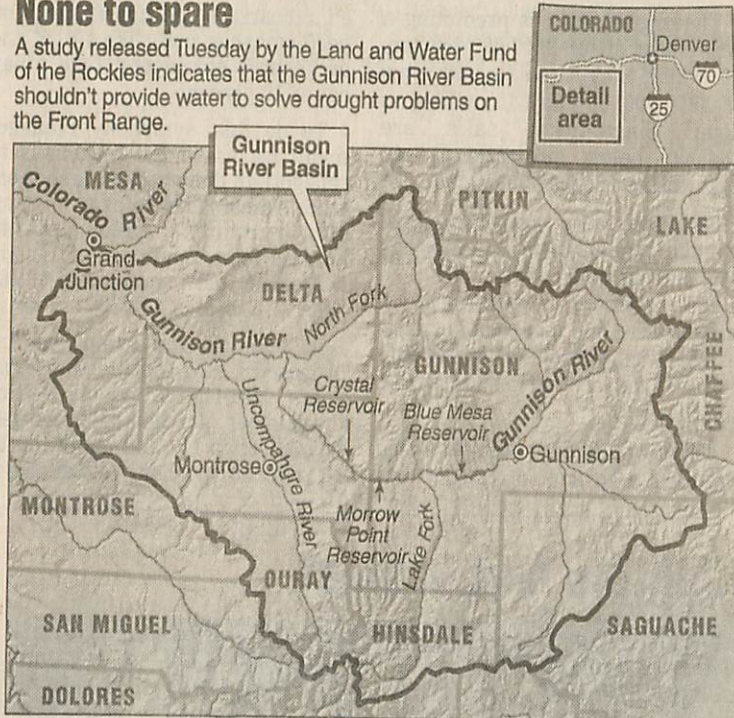 None to spare
A study released Tuesday by the Land and Water Fund
of the Rockies indicates that the Gunnison River Basin
shouldn't provide water to solve drought problems on
the Front Range.
COLORADO
Denver
70
25
Detail
area
Gunnison
River Basin
MESA
Colorado River
Grand
Junction
PITKIN
LAKE
DELTA
North Fork
Gunnison River
GUNNISON
Gunnison River
CHAFFEE
Crystal
Reservoir
Blue Mesa
Reservoir
Gunnison
Uncompahgre River
Montrose
MONTROSE
Morrow
Point
Reservoir
Lake Fork
OURAY
SAN MIGUEL
HINSDALE
SAGUACHE
DOLORES